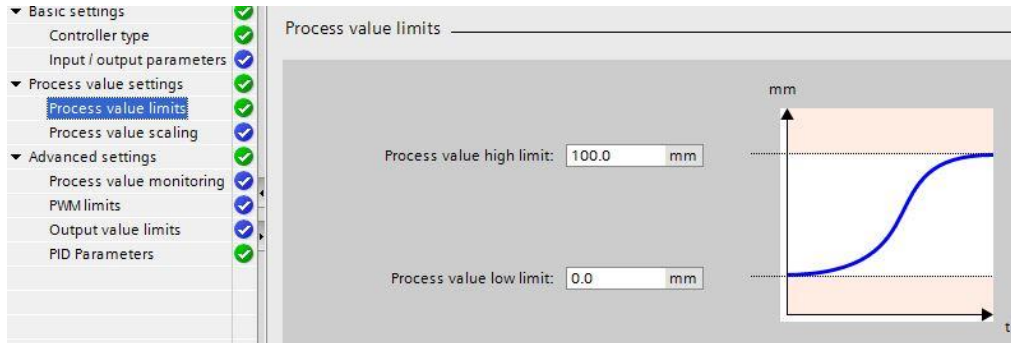 Basic settings
Controller type
Input / output parameters
Process value settings
Process value limits
Process value scaling
Advanced settings
Process value monitoring
PWM limits
Output value limits
PID Parameters
Process value limits
mm
Process value high limit: 100.0 mm
Process value low limit: 0.0 mm
t